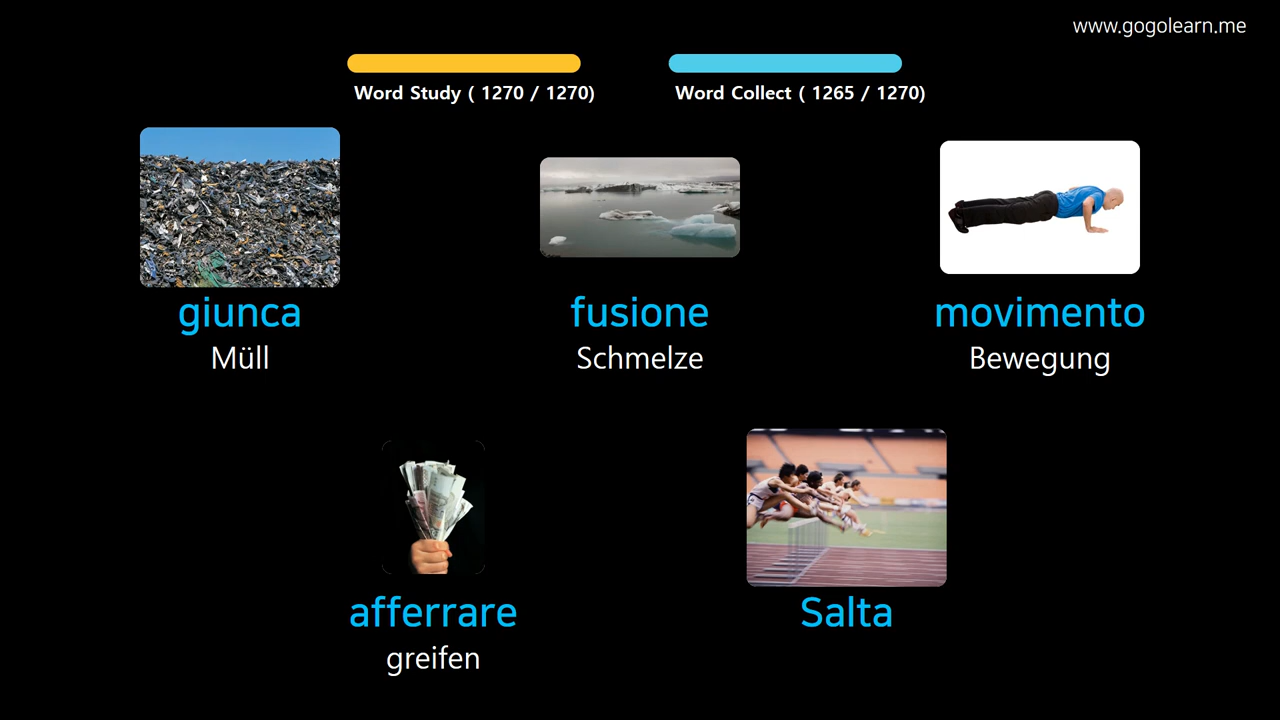 www.gogolearn.me
Word Study ( 1270 / 1270)
Word Collect ( 1265 / 1270)
giunca
Müll
fusione
Schmelze
movimento
Bewegung
afferrare
greifen
Salta